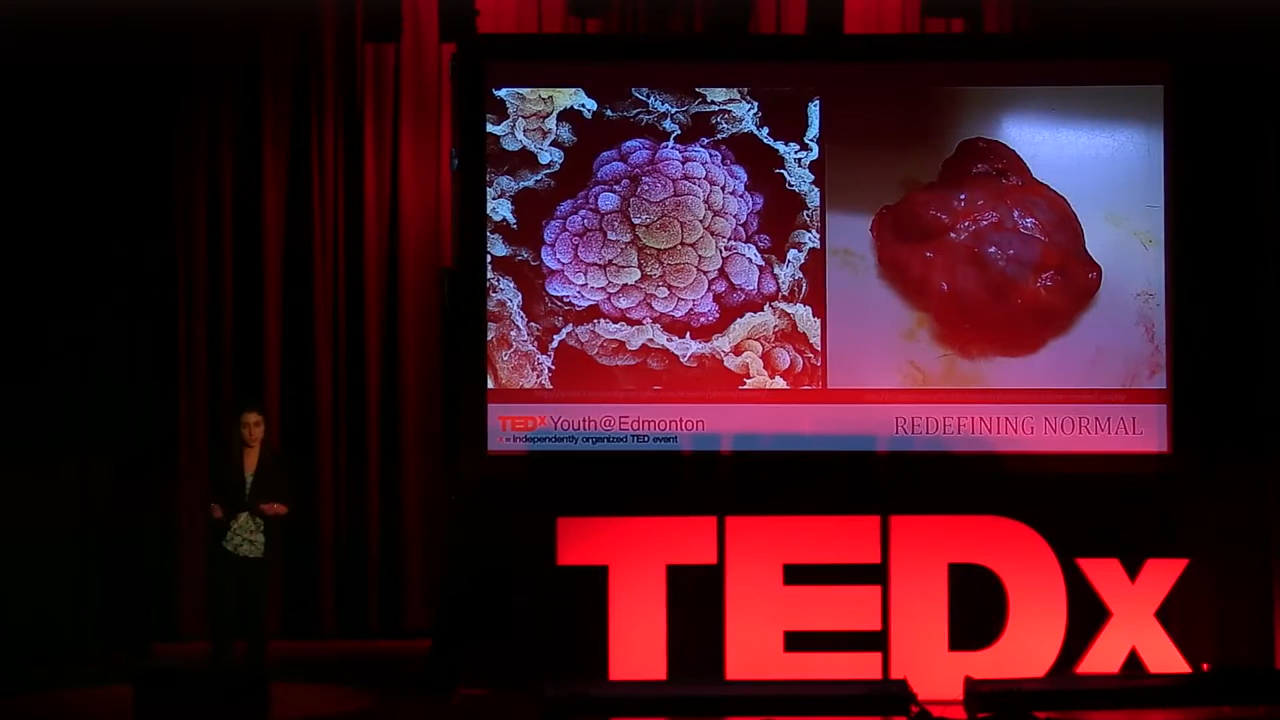 TEDxYouth@Edmonton
x = independently organized TED event
REDEFINING NORMAL
TEDx